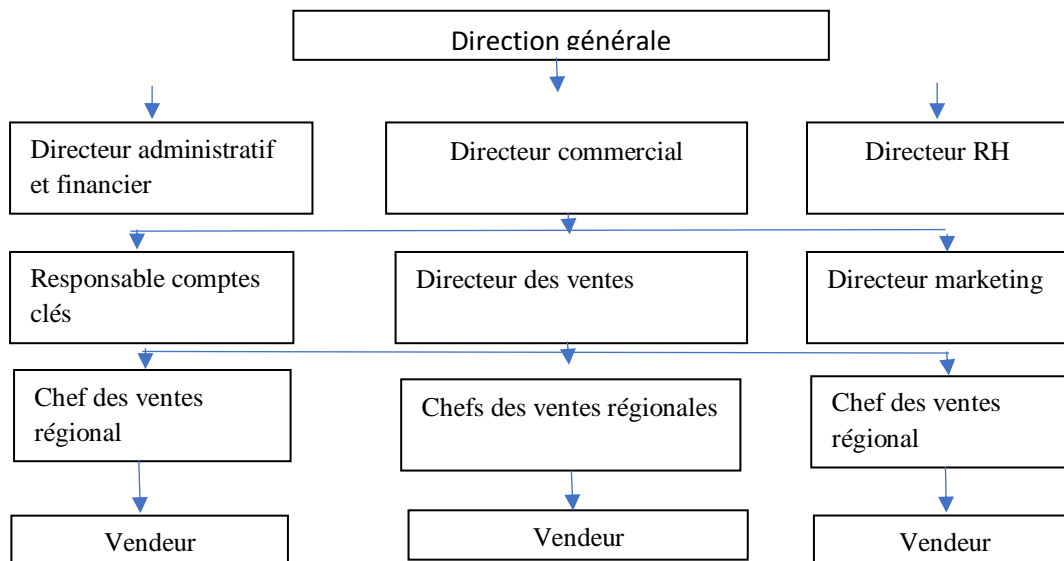 Direction générale
Directeur administratif
et financier
Directeur commercial
Directeur RH
Responsable comptes
clés
Directeur des ventes
Directeur marketing
Chef des ventes
régional
Chefs des ventes régionales
Chef des ventes
régional
Vendeur
Vendeur
Vendeur